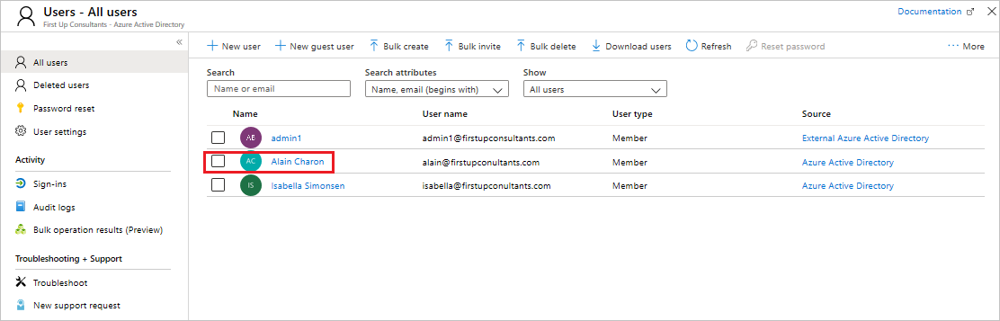 Users - All users
First Up Consultants - Azure Active Directory
Documentation
«
All users
Deleted users
Password reset
User settings
Activity
Sign-ins
Audit logs
Bulk operation results (Preview)
Troubleshooting + Support
Troubleshoot
New support request
New user New guest user Bulk create Bulk invite Bulk delete Download users Refresh Reset password ··· More
Search Search attributes Show
Name or email Name, email (begins with) All users
Name User name User type Source
AB admin1 admin1@firstupconsultants.com Member External Azure Active Directory
AC Alain Charon alain@firstupconultants.com Member Azure Active Directory
IS Isabella Simonsen isabella@firstupconultants.com Member Azure Active Directory